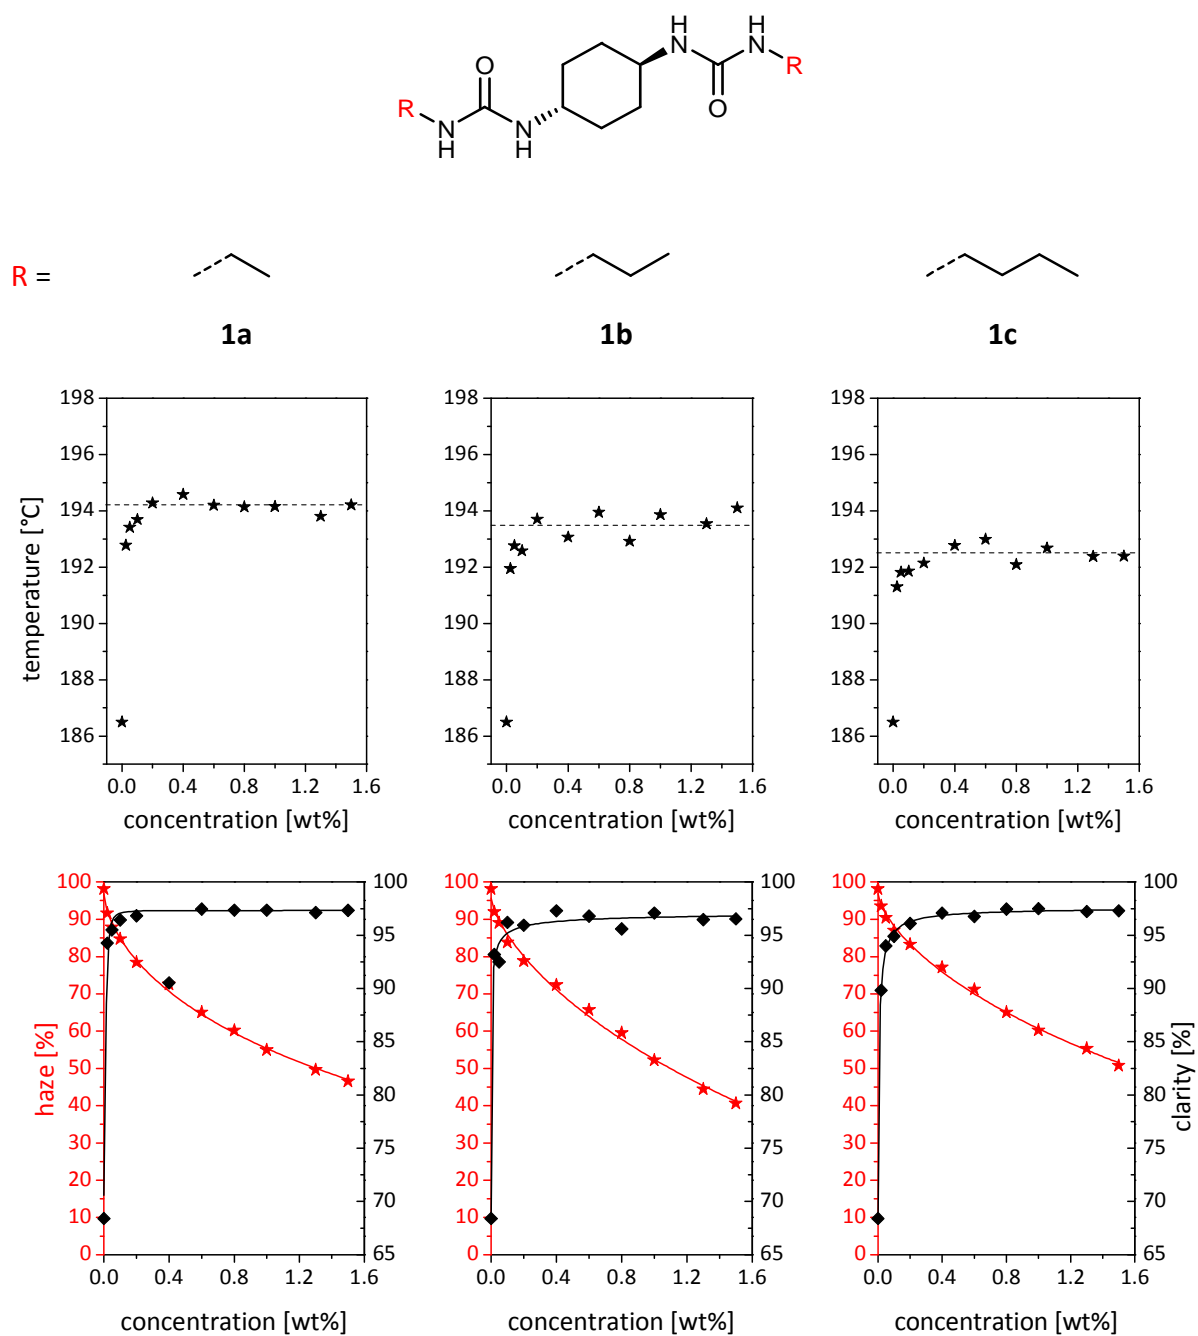 H
N
H
N
O
R
O
R
N
H
N
H
R =
1a
1b
1c
198
196
194
192
190
188
186
0.0 0.4 0.8 1.2 1.6
temperature [°C]
concentration [wt%]
198
196
194
192
190
188
186
0.0 0.4 0.8 1.2 1.6
concentration [wt%]
198
196
194
192
190
188
186
0.0 0.4 0.8 1.2 1.6
concentration [wt%]
100
90
80
70
60
50
40
30
20
10
0
haze [%]
100
95
90
85
80
75
70
65
0.0 0.4 0.8 1.2 1.6
concentration [wt%]
100
90
80
70
60
50
40
30
20
10
0
100
95
90
85
80
75
70
65
0.0 0.4 0.8 1.2 1.6
concentration [wt%]
100
90
80
70
60
50
40
30
20
10
0
100
95
90
85
80
75
70
65
clarity [%]
0.0 0.4 0.8 1.2 1.6
concentration [wt%]